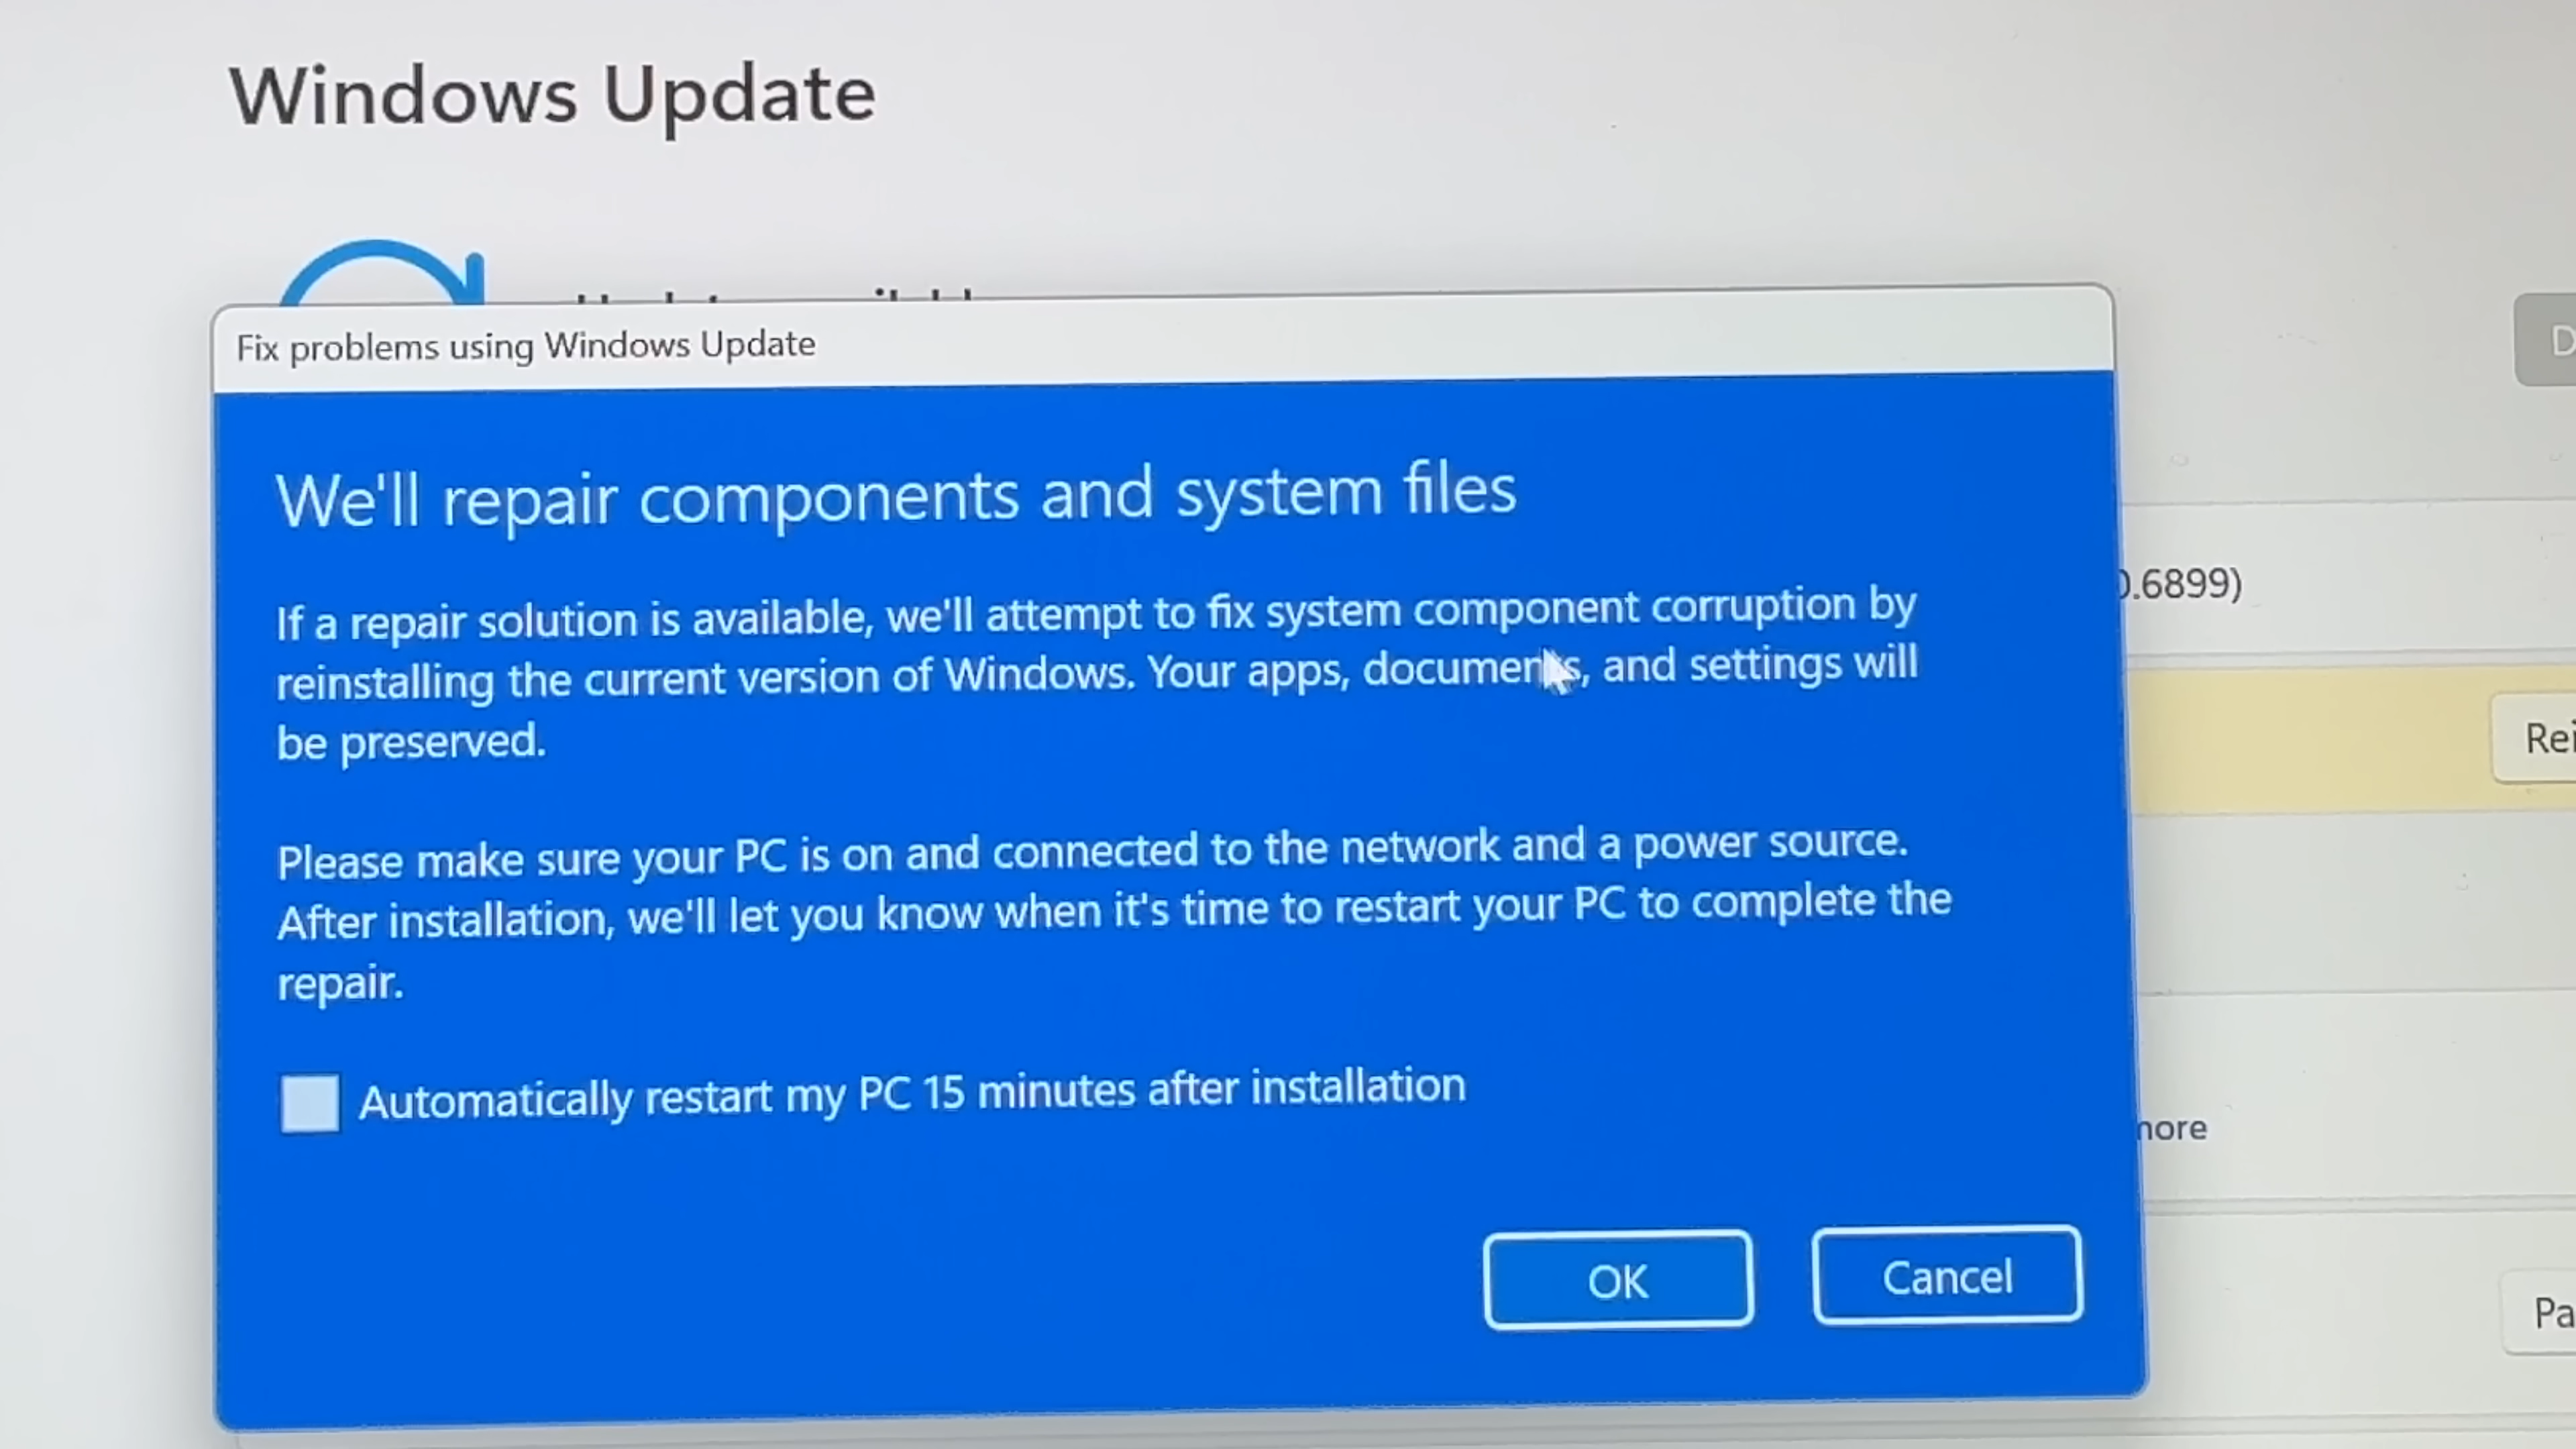 Windows Update
Fix problems using Windows Update
We'll repair components and system files
If a repair solution is available, we'll attempt to fix system component corruption by
reinstalling the current version of Windows. Your apps, documents, and settings will
be preserved.
Please make sure your PC is on and connected to the network and a power source.
After installation, we'll let you know when it's time to restart your PC to complete the
repair.
Automatically restart my PC 15 minutes after installation
OK
Cancel
.6899)